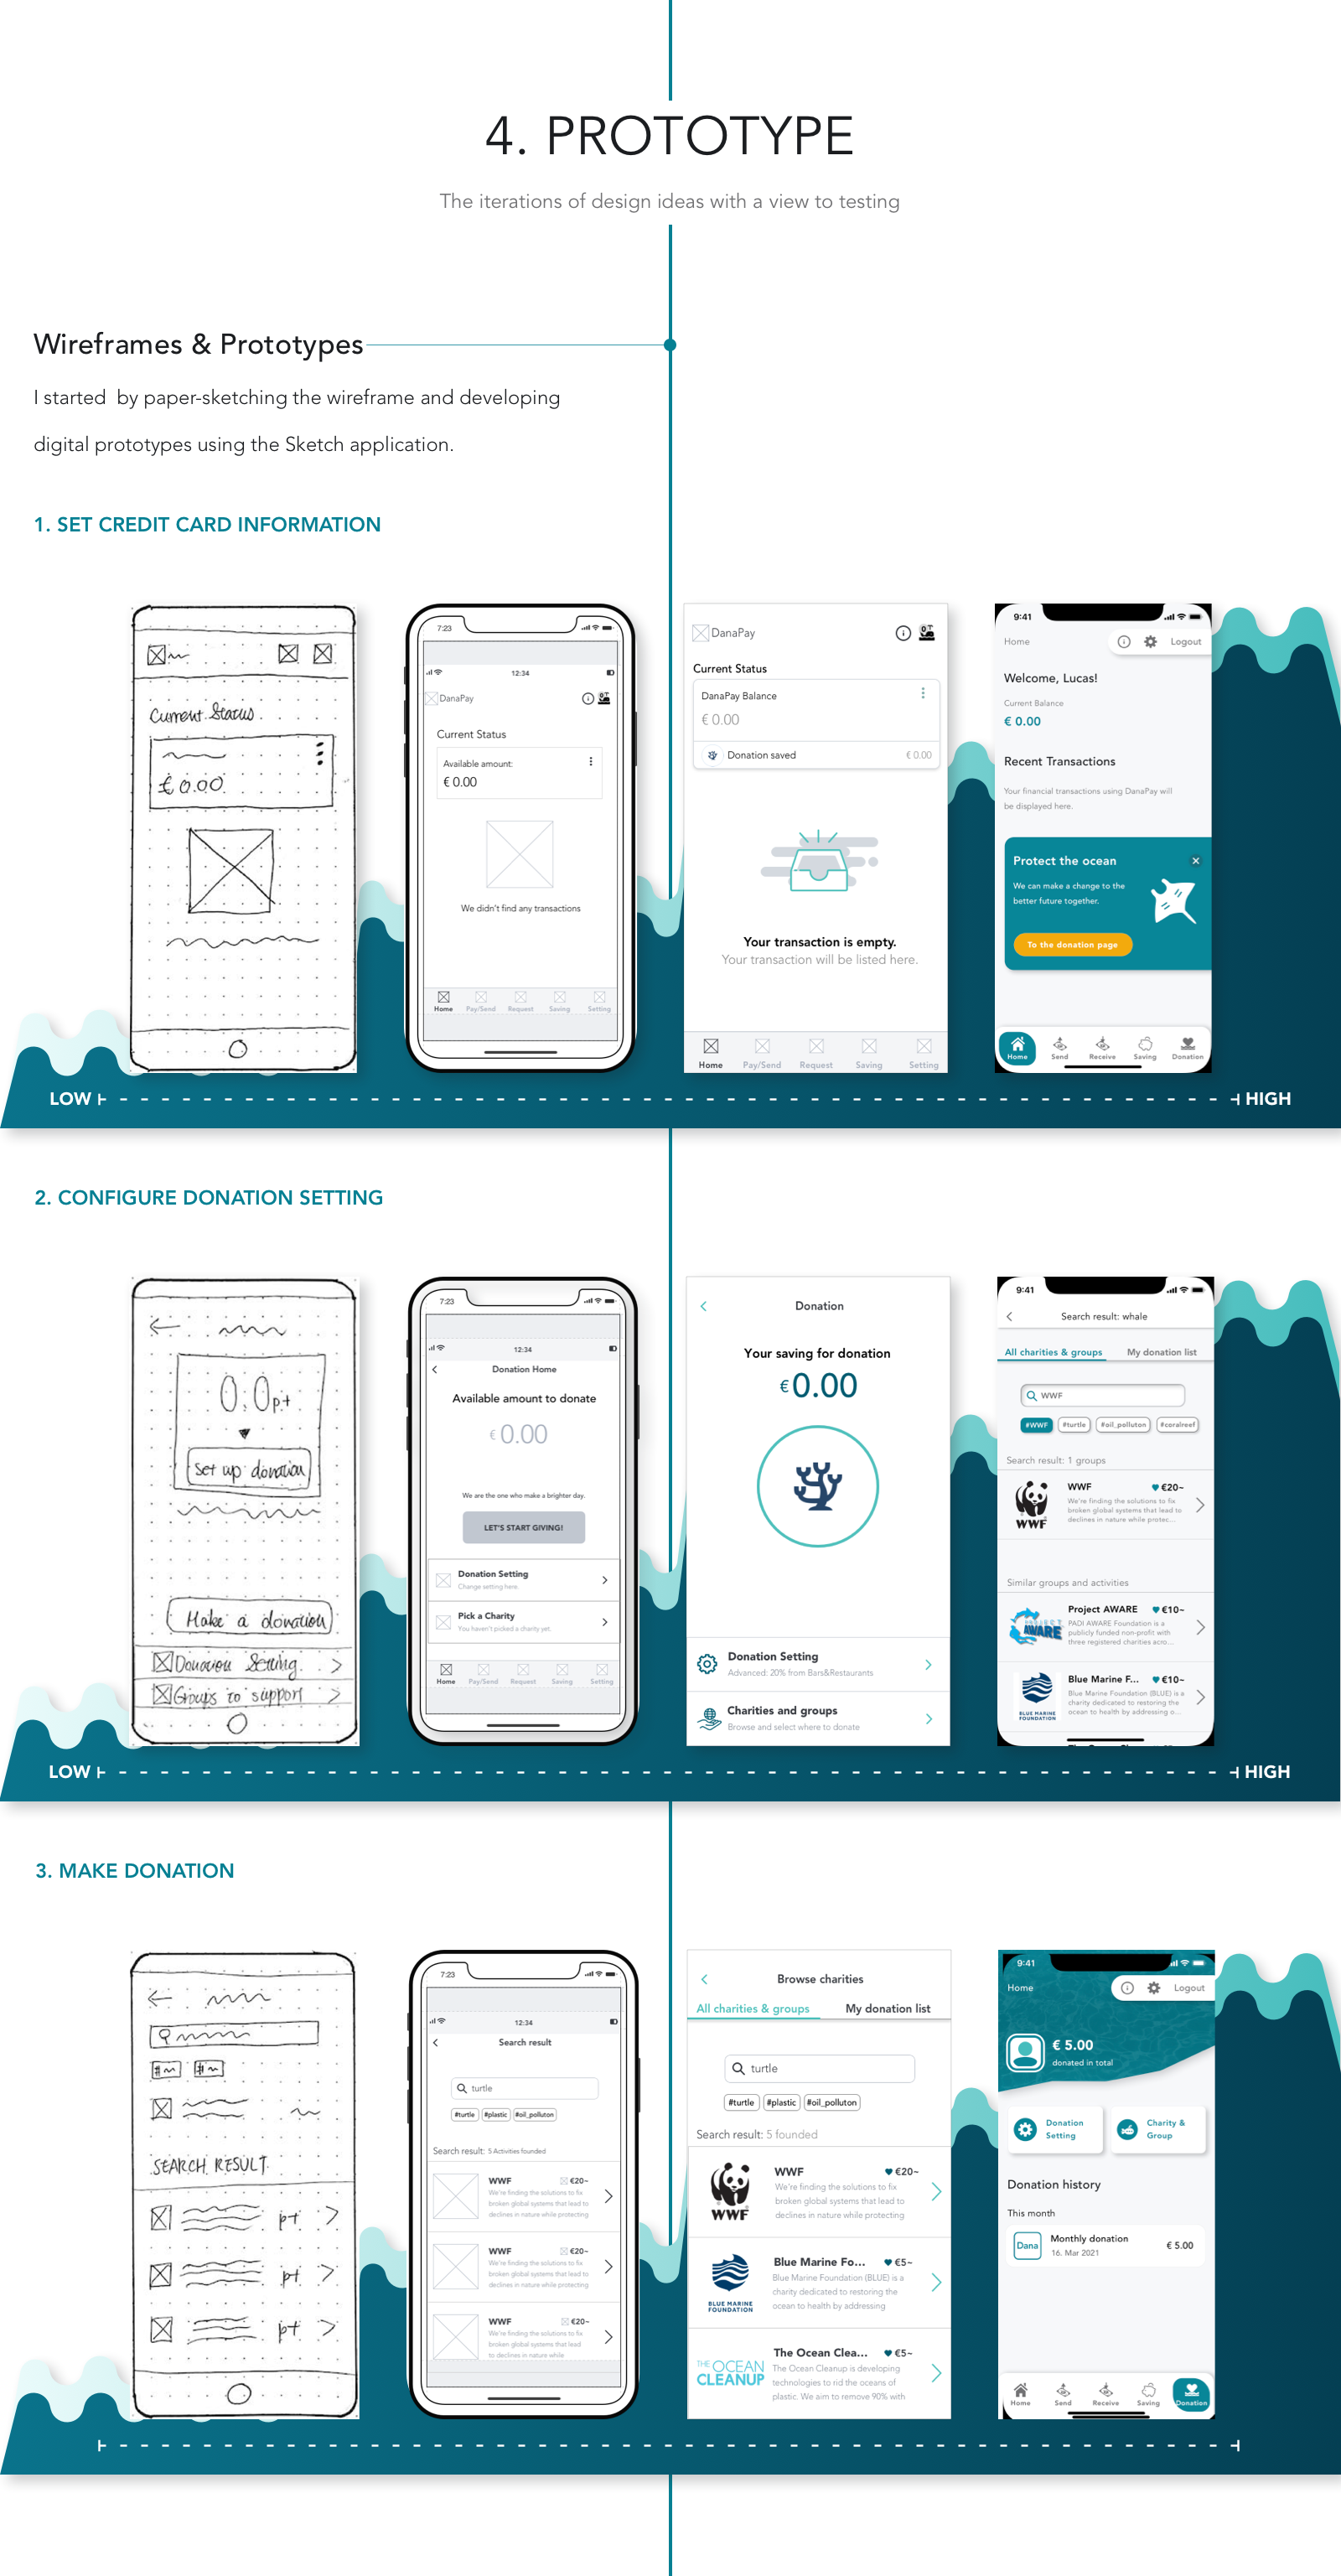 4. PROTOTYPE
The iterations of design ideas with a view to testing
Wireframes & Prototypes
I started by paper-sketching the wireframe and developing
digital prototypes using the Sketch application.
1. SET CREDIT CARD INFORMATION
Current Status
€0.00
7:23
12:34
DanaPay
Current Status
Available amount:
€ 0.00
We didn't find any transactions
Home Pay/Send Request Saving Setting
DanaPay
Current Status
DanaPay Balance
€ 0.00
Donation saved € 0.00
Your transaction is empty.
Your transaction will be listed here.
Home Pay/Send Request Saving Setting
9:41
Home Logout
Welcome, Lucas!
Current Balance
€ 0.00
Recent Transactions
Your financial transactions using DanaPay will
be displayed here.
Protect the ocean
We can make a change to the
better future together.
To the donation page
Home Send Receive Saving Donation
LOW HIGH
2. CONFIGURE DONATION SETTING
0.0pt
Set up donation
Make a donation
Donation Setting >
Groups to support >
7:23
12:34
Donation Home
Available amount to donate
€ 0.00
We are the one who make a brighter day.
LET'S START GIVING!
Donation Setting
Change setting here.
Pick a Charity
You haven't picked a charity yet.
Home Pay/Send Request Saving Setting
Donation
Your saving for donation
€0.00
Donation Setting
Advanced: 20% from Bars&Restaurants
Charities and groups
Browse and select where to donate
9:41
Search result: whale
All charities & groups My donation list
WWF
#WWF #turtle #oil_polluton #coralreef
Search result: 1 groups
WWF
WWF €20~
We're finding the solutions to fix
broken global systems that lead to
declines in nature while protec...
Similar groups and activities
PROJECT AWARE
Project AWARE €10~
PADI AWARE Foundation is a
publicly funded non-profit with
three registered charities acro...
BLUE MARINE
FOUNDATION
Blue Marine F... €10~
Blue Marine Foundation (BLUE) is a
charity dedicated to restoring the
ocean to health by addressing o...
LOW HIGH
3. MAKE DONATION
SEARCH RESULT
pt >
pt >
pt >
7:23
12:34
Search result
turtle
#turtle #plastic #oil_polluton
Search result: 5 Activities founded
WWF €20~
We're finding the solutions to fix
broken global systems that lead to
declines in nature while protecting
WWF €20~
We're finding the solutions to fix
broken global systems that lead to
declines in nature while protecting
WWF €20~
We're finding the solutions to fix
broken global systems that lead
to declines in nature while
Browse charities
All charities & groups My donation list
turtle
#turtle #plastic #oil_polluton
Search result: 5 founded
WWF
WWF €20~
We're finding the solutions to fix
broken global systems that lead to
declines in nature while protecting
BLUE MARINE
FOUNDATION
Blue Marine Fo... €5~
Blue Marine Foundation (BLUE) is a
charity dedicated to restoring the
ocean to health by addressing
THE OCEAN
CLEANUP
The Ocean Clea... €5~
The Ocean Cleanup is developing
technologies to rid the oceans of
plastic. We aim to remove 90% with
9:41
Home Logout
€ 5.00
donated in total
Donation
Setting
Charity &
Group
Donation history
This month
Dana
Monthly donation
16. Mar 2021
€ 5.00
Home Send Receive Saving Donation